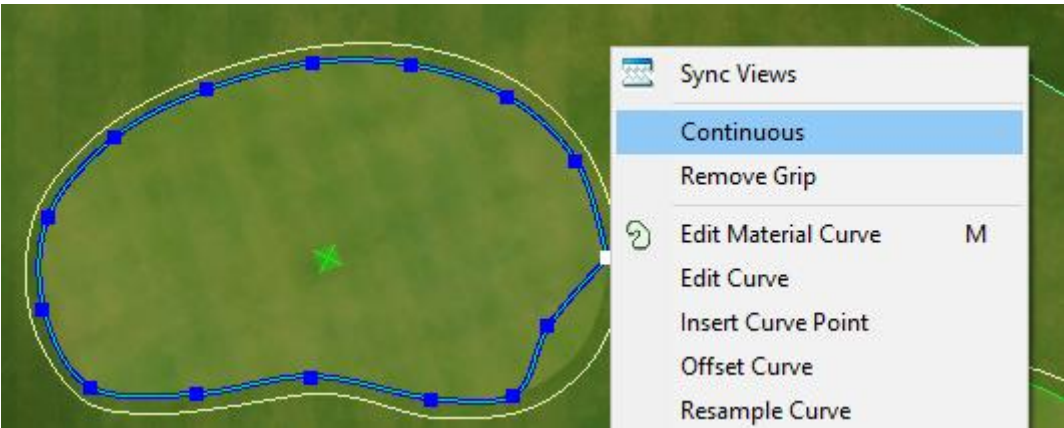 Sync Views
Continuous
Remove Grip
Edit Material Curve M
Edit Curve
Insert Curve Point
Offset Curve
Resample Curve